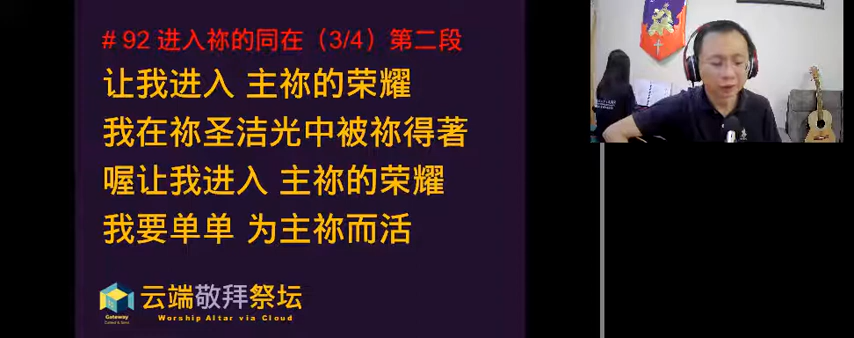 # 92 进入祢的同在（3/4）第二段
让我进入 主祢的荣耀
我在祢圣洁光中被祢得著
喔让我进入 主祢的荣耀
我要单单 为主祢而活
云端敬拜祭坛
Worship Altar via Cloud
Gateway